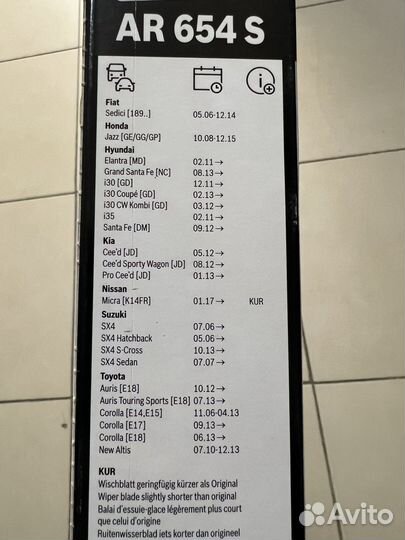 AR 654 S
Fiat
Sedici [189..] 05.06-12.14
Honda
Jazz [GE/GG/GP] 10.08-12.15
Hyundai
Elantra [MD] 02.11→
Grand Santa Fe [NC] 08.13→
i30 [GD] 12.11→
i30 Coupé [GD] 02.13→
i30 CW Kombi [GD] 03.12→
i35 02.11→
Santa Fe [DM] 09.12→
Kia
Cee'd [JD] 05.12→
Cee'd Sporty Wagon [JD] 08.12→
Pro Cee'd [JD] 01.13→
Nissan
Micra [K14FR] 01.17→ KUR
Suzuki
SX4 07.06→
SX4 Hatchback 05.06→
SX4 S-Cross 10.13→
SX4 Sedan 07.07→
Toyota
Auris [E18] 10.12→
Auris Touring Sports [E18] 07.13→
Corolla [E14,E15] 11.06-04.13
Corolla [E17] 09.13→
Corolla [E18] 06.13→
New Altis 07.10-12.13
KUR
Wischblatt geringfügig kürzer als Original
Wiper blade slightly shorter than original
Balai d'essuie-glace légèrement plus court
que celui d'origine
Ruitenwisserblad iets korter dan origineel
Avito